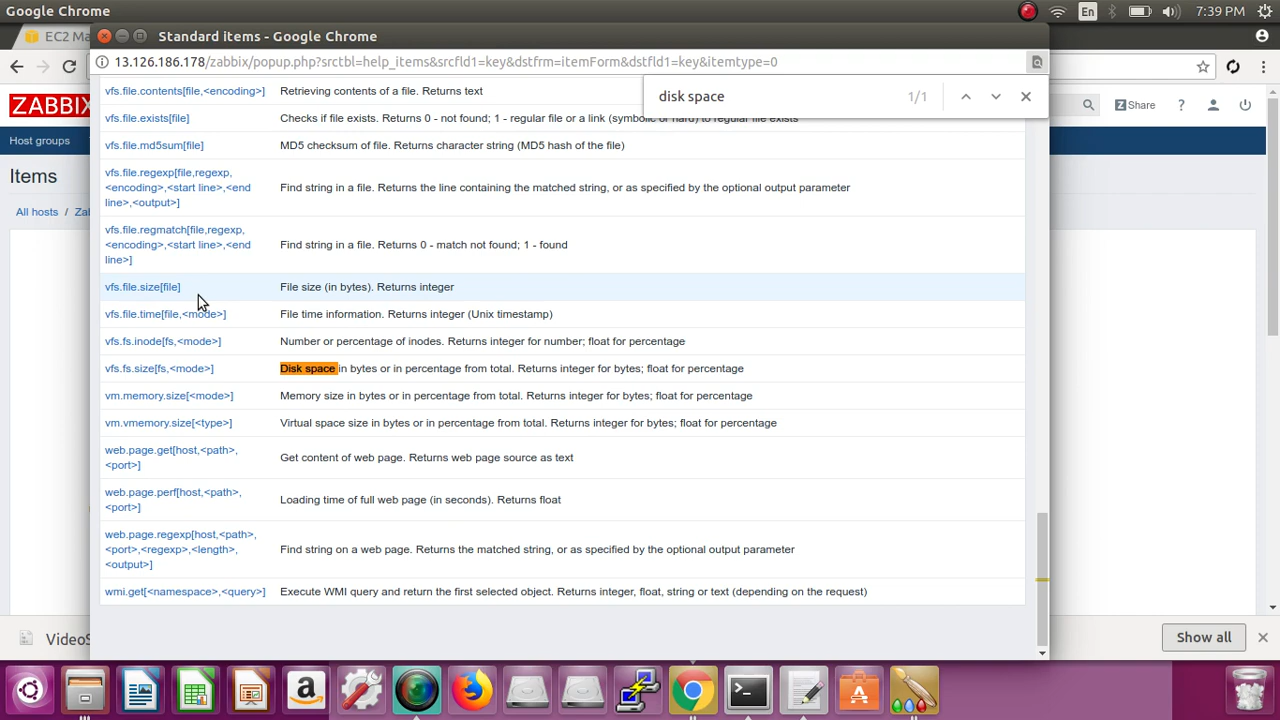 Google Chrome
En
7:39 PM
EC2 Ma
Standard items - Google Chrome
13.126.186.178/zabbix/popup.php?srctbl=help_items&srcfld1=key&dstfrm=itemForm&dstfld1=key&itemtype=0
disk space
1/1
ZABBIX
Share
?
Host groups
Items
All hosts / Zab
vfs.file.contents[file,<encoding>]
Retrieving contents of a file. Returns text
vfs.file.exists[file]
Checks if file exists. Returns 0 - not found; 1 - regular file or a link (symbolic or hard) to regular file exists
vfs.file.md5sum[file]
MD5 checksum of file. Returns character string (MD5 hash of the file)
vfs.file.regexp[file,regexp,
<encoding>,<start line>,<end
line>,<output>]
Find string in a file. Returns the line containing the matched string, or as specified by the optional output parameter
vfs.file.regmatch[file,regexp,
<encoding>,<start line>,<end
line>]
Find string in a file. Returns 0 - match not found; 1 - found
vfs.file.size[file]
File size (in bytes). Returns integer
vfs.file.time[file,<mode>]
File time information. Returns integer (Unix timestamp)
vfs.fs.inode[fs,<mode>]
Number or percentage of inodes. Returns integer for number; float for percentage
vfs.fs.size[fs,<mode>]
Disk space in bytes or in percentage from total. Returns integer for bytes; float for percentage
vm.memory.size[<mode>]
Memory size in bytes or in percentage from total. Returns integer for bytes; float for percentage
vm.vmemory.size[<type>]
Virtual space size in bytes or in percentage from total. Returns integer for bytes; float for percentage
web.page.get[host,<path>,
<port>]
Get content of web page. Returns web page source as text
web.page.perf[host,<path>,
<port>]
Loading time of full web page (in seconds). Returns float
web.page.regexp[host,<path>,
<port>,<regexp>,<length>,
<output>]
Find string on a web page. Returns the matched string, or as specified by the optional output parameter
wmi.get[<namespace>,<query>]
Execute WMI query and return the first selected object. Returns integer, float, string or text (depending on the request)
VideoS
Show all